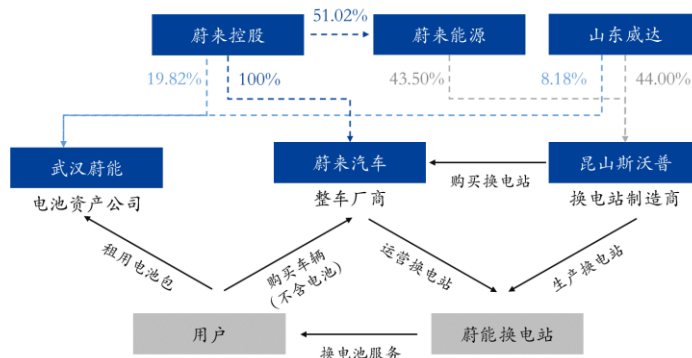 51.02%
蔚来控股
蔚来能源
山东威达
19.82%
100%
43.50%
8.18%
44.00%
武汉蔚能
蔚来汽车
昆山斯沃普
购买换电站
电池资产公司
整车厂商
换电站制造商
租用电池包
购买车辆
(不含电池)
运营换电站
生产换电站
用户
蔚能换电站
换电池服务